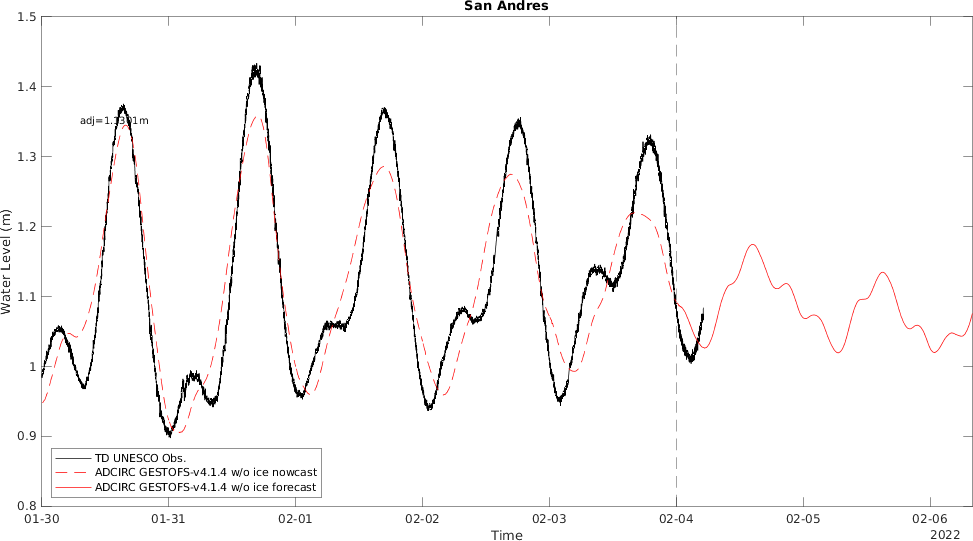 San Andres
1.5
1.4
adj=1.1301m
1.3
1.2
1.1
1
0.9
0.8
Water Level (m)
TD UNESCO Obs.
ADCIRC GESTOFS-v4.1.4 w/o ice nowcast
ADCIRC GESTOFS-v4.1.4 w/o ice forecast
01-30 01-31 02-01 02-02 02-03 02-04 02-05 02-06
Time
2022